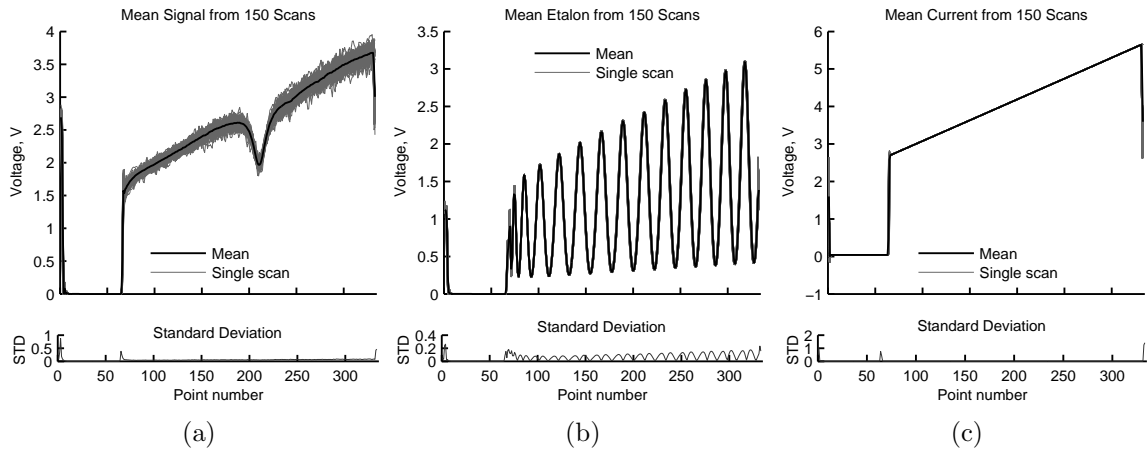 Mean Signal from 150 Scans
4
3.5
3
2.5
2
1.5
1
0.5
0
Voltage, V
Mean
Single scan
Standard Deviation
1
0.5
0
STD
0 50 100 150 200 250 300
Point number
(a)
Mean Etalon from 150 Scans
3.5
3
2.5
2
1.5
1
0.5
0
Voltage, V
Mean
Single scan
Standard Deviation
0.4
0.2
0
STD
0 50 100 150 200 250 300
Point number
(b)
Mean Current from 150 Scans
6
5
4
3
2
1
0
−1
Voltage, V
Mean
Single scan
Standard Deviation
2
1
0
STD
0 50 100 150 200 250 300
Point number
(c)